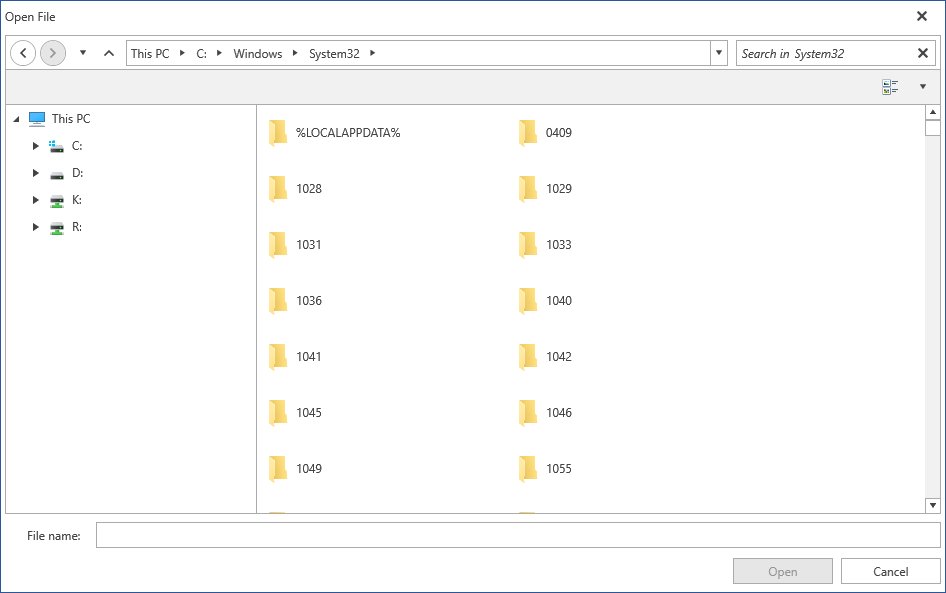 Open File
This PC C: Windows System32
Search in System32
This PC
C:
D:
K:
R:
%LOCALAPPDATA% 0409
1028 1029
1031 1033
1036 1040
1041 1042
1045 1046
1049 1055
File name:
Open Cancel